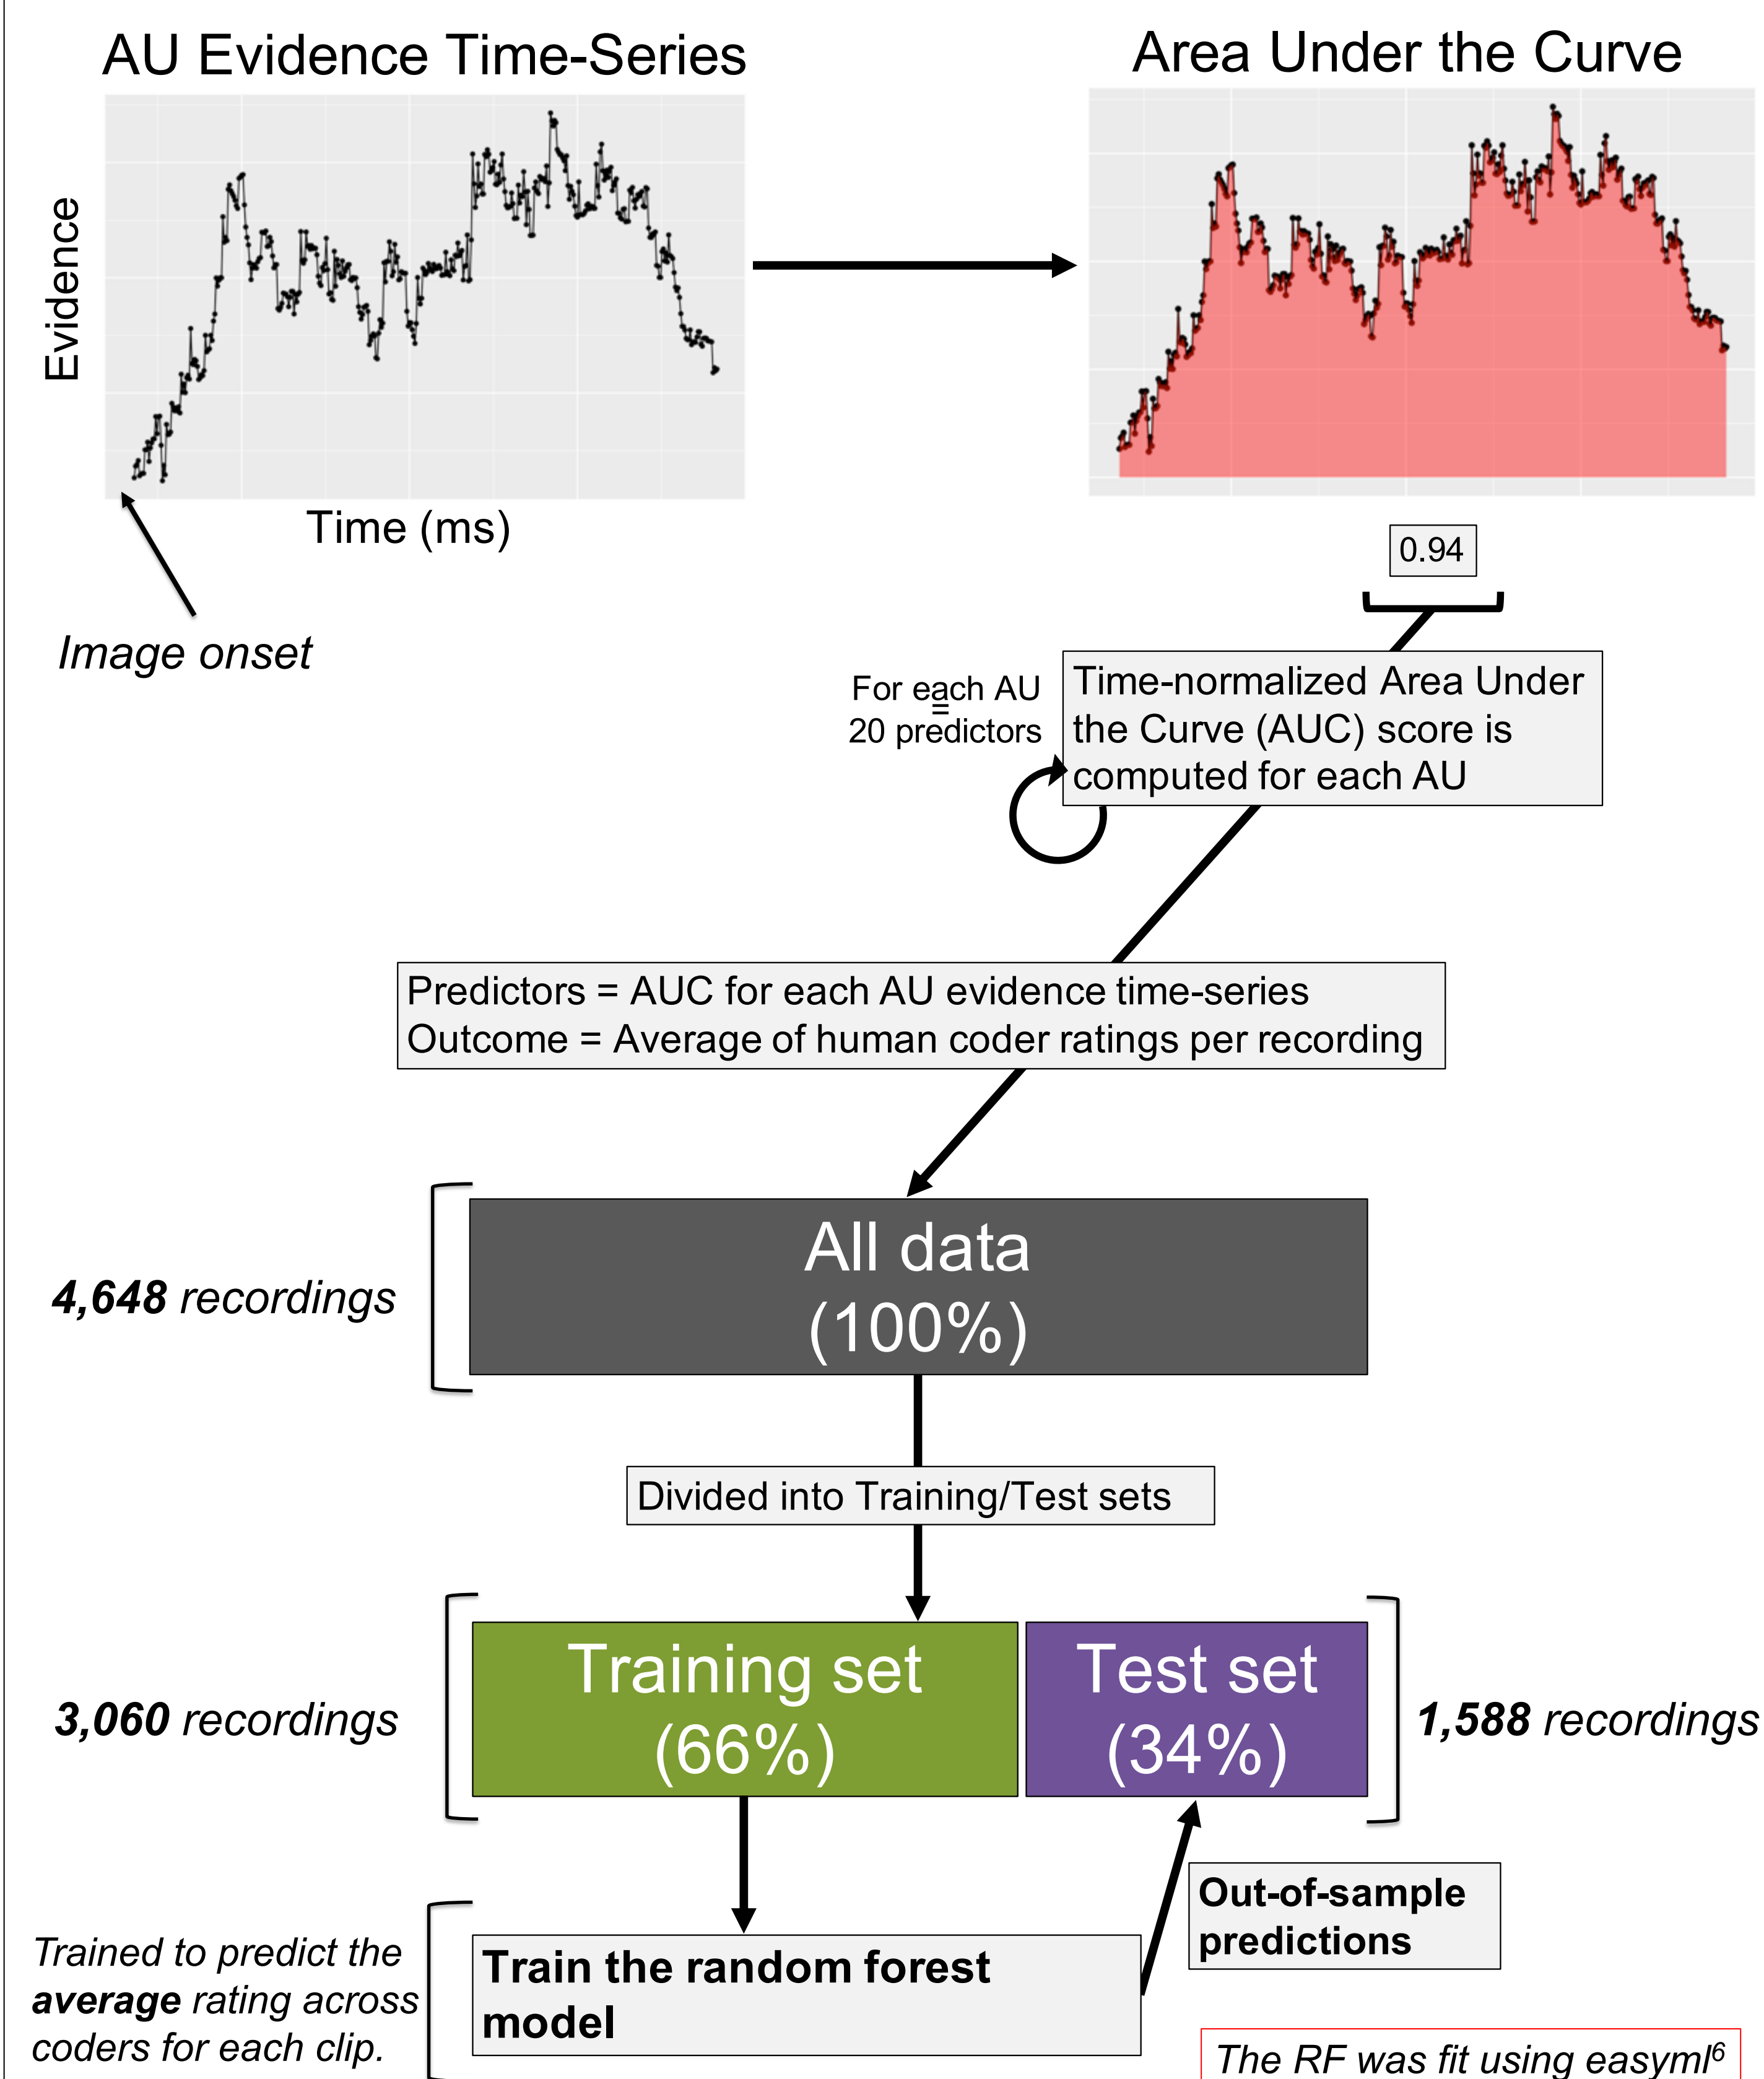 AU Evidence Time-Series
Area Under the Curve
Evidence
Time (ms)
Image onset
0.94
For each AU
=
20 predictors
Time-normalized Area Under
the Curve (AUC) score is
computed for each AU
Predictors = AUC for each AU evidence time-series
Outcome = Average of human coder ratings per recording
4,648 recordings
All data
(100%)
Divided into Training/Test sets
3,060 recordings
Training set
(66%)
Test set
(34%)
1,588 recordings
Trained to predict the
average rating across
coders for each clip.
Train the random forest
model
Out-of-sample
predictions
The RF was fit using easyml⁶